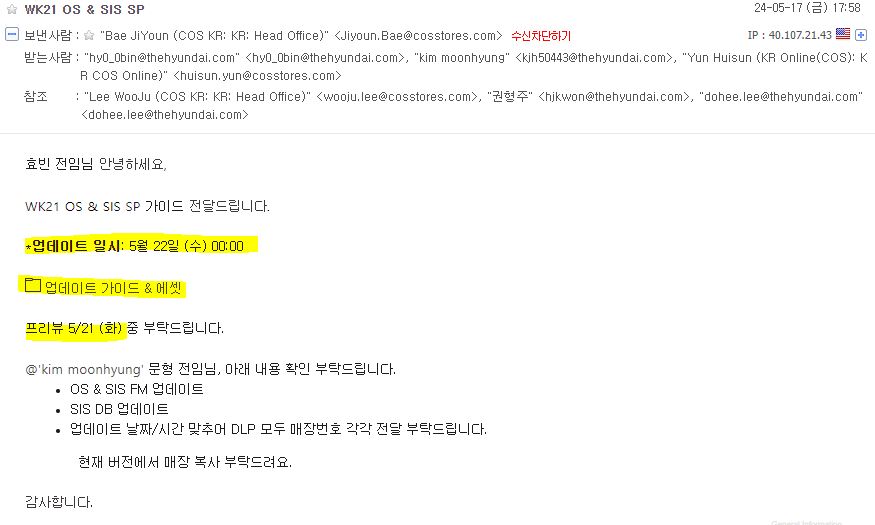 WK21 OS & SIS SP
24-05-17 (금) 17:58
보낸사람 : "Bae JiYoun (COS KR: KR: Head Office)" <Jiyoun.Bae@cosstores.com> 수신차단하기
IP : 40.107.21.43
받는사람 : "hy0_0bin@thehyundai.com" <hy0_0bin@thehyundai.com>, "kim moonhyung" <kjh50443@thehyundai.com>, "Yun Huisun (KR Online(COS): K
R COS Online)" <huisun.yun@cosstores.com>
참조 : "Lee WooJu (COS KR: KR: Head Office)" <wooju.lee@cosstores.com>, "권형주" <hjkwon@thehyundai.com>, "dohee.lee@thehyundai.com"
<dohee.lee@thehyundai.com>
효빈 전임님 안녕하세요,
WK21 OS & SIS SP 가이드 전달드립니다.
*업데이트 일시: 5월 22일 (수) 00:00
업데이트 가이드 & 에셋
프리뷰 5/21 (화) 중 부탁드립니다.
@'kim moonhyung' 문형 전임님, 아래 내용 확인 부탁드립니다.
• OS & SIS FM 업데이트
• SIS DB 업데이트
• 업데이트 날짜/시간 맞추어 DLP 모두 매장번호 각각 전달 부탁드립니다.
현재 버전에서 매장 복사 부탁드려요.
감사합니다.
General Information